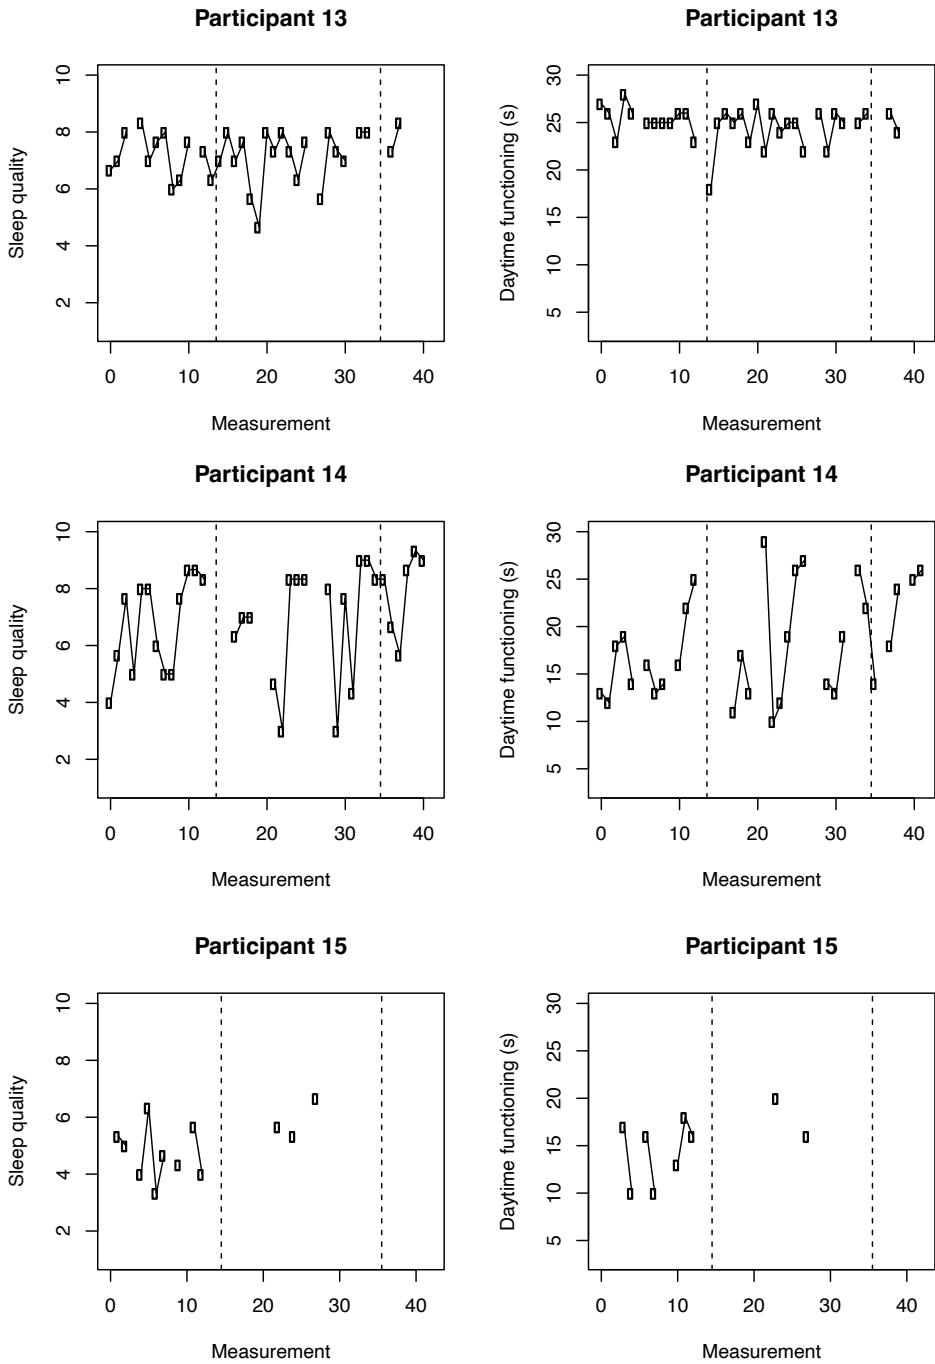 Participant 13
Sleep quality
2 4 6 8 10
0 10 20 30 40
Measurement
Participant 13
Daytime functioning (s)
5 10 15 20 25 30
0 10 20 30 40
Measurement
Participant 14
Sleep quality
2 4 6 8 10
0 10 20 30 40
Measurement
Participant 14
Daytime functioning (s)
5 10 15 20 25 30
0 10 20 30 40
Measurement
Participant 15
Sleep quality
2 4 6 8 10
0 10 20 30 40
Measurement
Participant 15
Daytime functioning (s)
5 10 15 20 25 30
0 10 20 30 40
Measurement